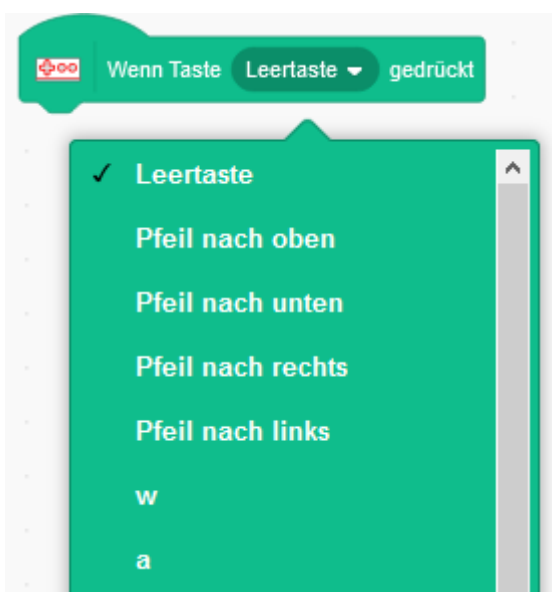 Wenn Taste Leertaste gedrückt
Leertaste
Pfeil nach oben
Pfeil nach unten
Pfeil nach rechts
Pfeil nach links
w
a